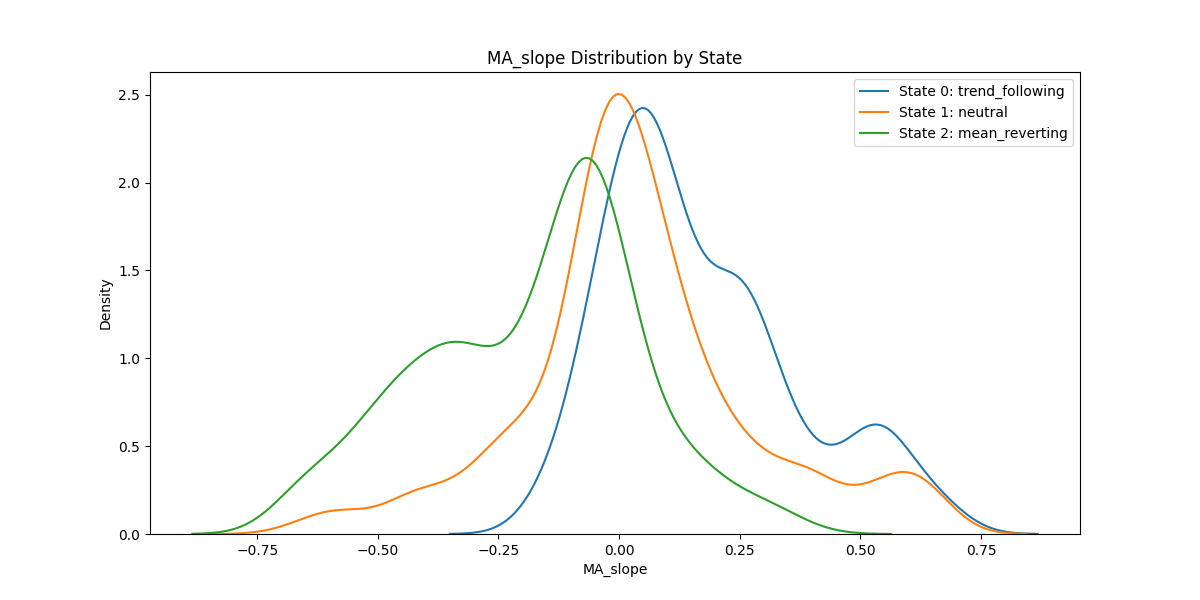 MA_slope Distribution by State
State 0: trend_following
State 1: neutral
State 2: mean_reverting
Density
2.5
2.0
1.5
1.0
0.5
0.0
−0.75 −0.50 −0.25 0.00 0.25 0.50 0.75
MA_slope